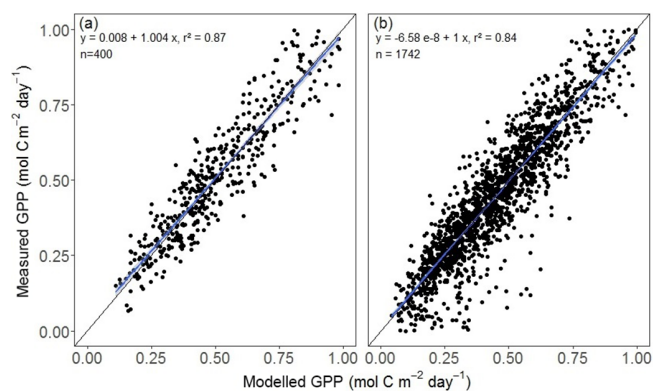 (a)
y = 0.008 + 1.004 x, r² = 0.87
n=400
(b)
y = -6.58 e-8 + 1 x, r² = 0.84
n = 1742
Measured GPP (mol C m⁻² day⁻¹)
1.00
0.75
0.50
0.25
0.00
0.00 0.25 0.50 0.75 1.00 0.00 0.25 0.50 0.75 1.00
Modelled GPP (mol C m⁻² day⁻¹)